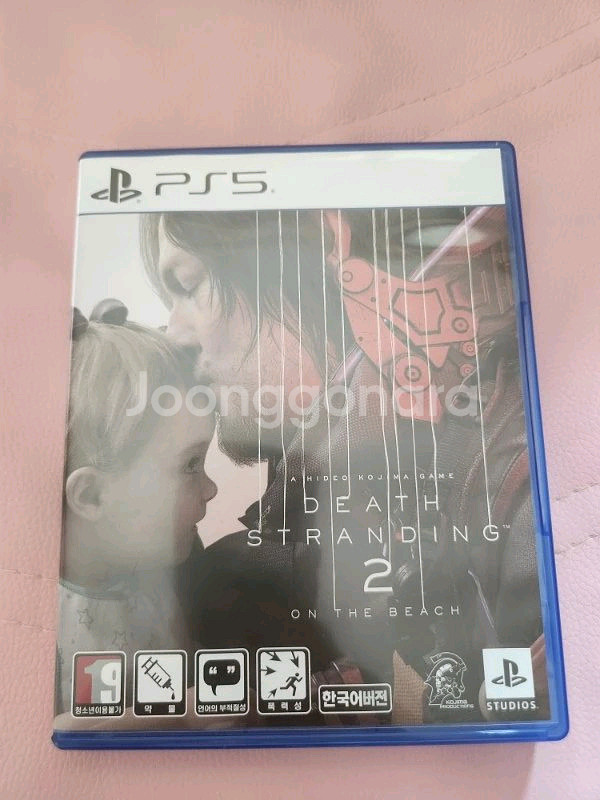 PS5
Joonggonara
A HIDEO KOJIMA GAME
DEATH
STRANDING™
2
ON THE BEACH
19
청소년이용불가
약 물
“ ”
언어의 부적절성
폭 력 성
한국어버전
KOJIMA
PRODUCTIONS
STUDIOS